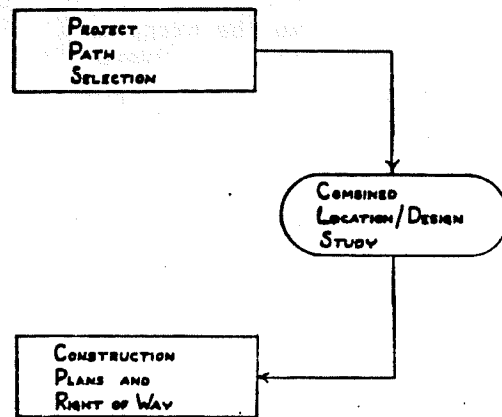 PROJECT
PATH
SELECTION
COMBINED
LOCATION/DESIGN
STUDY
CONSTRUCTION
PLANS AND
RIGHT OF WAY